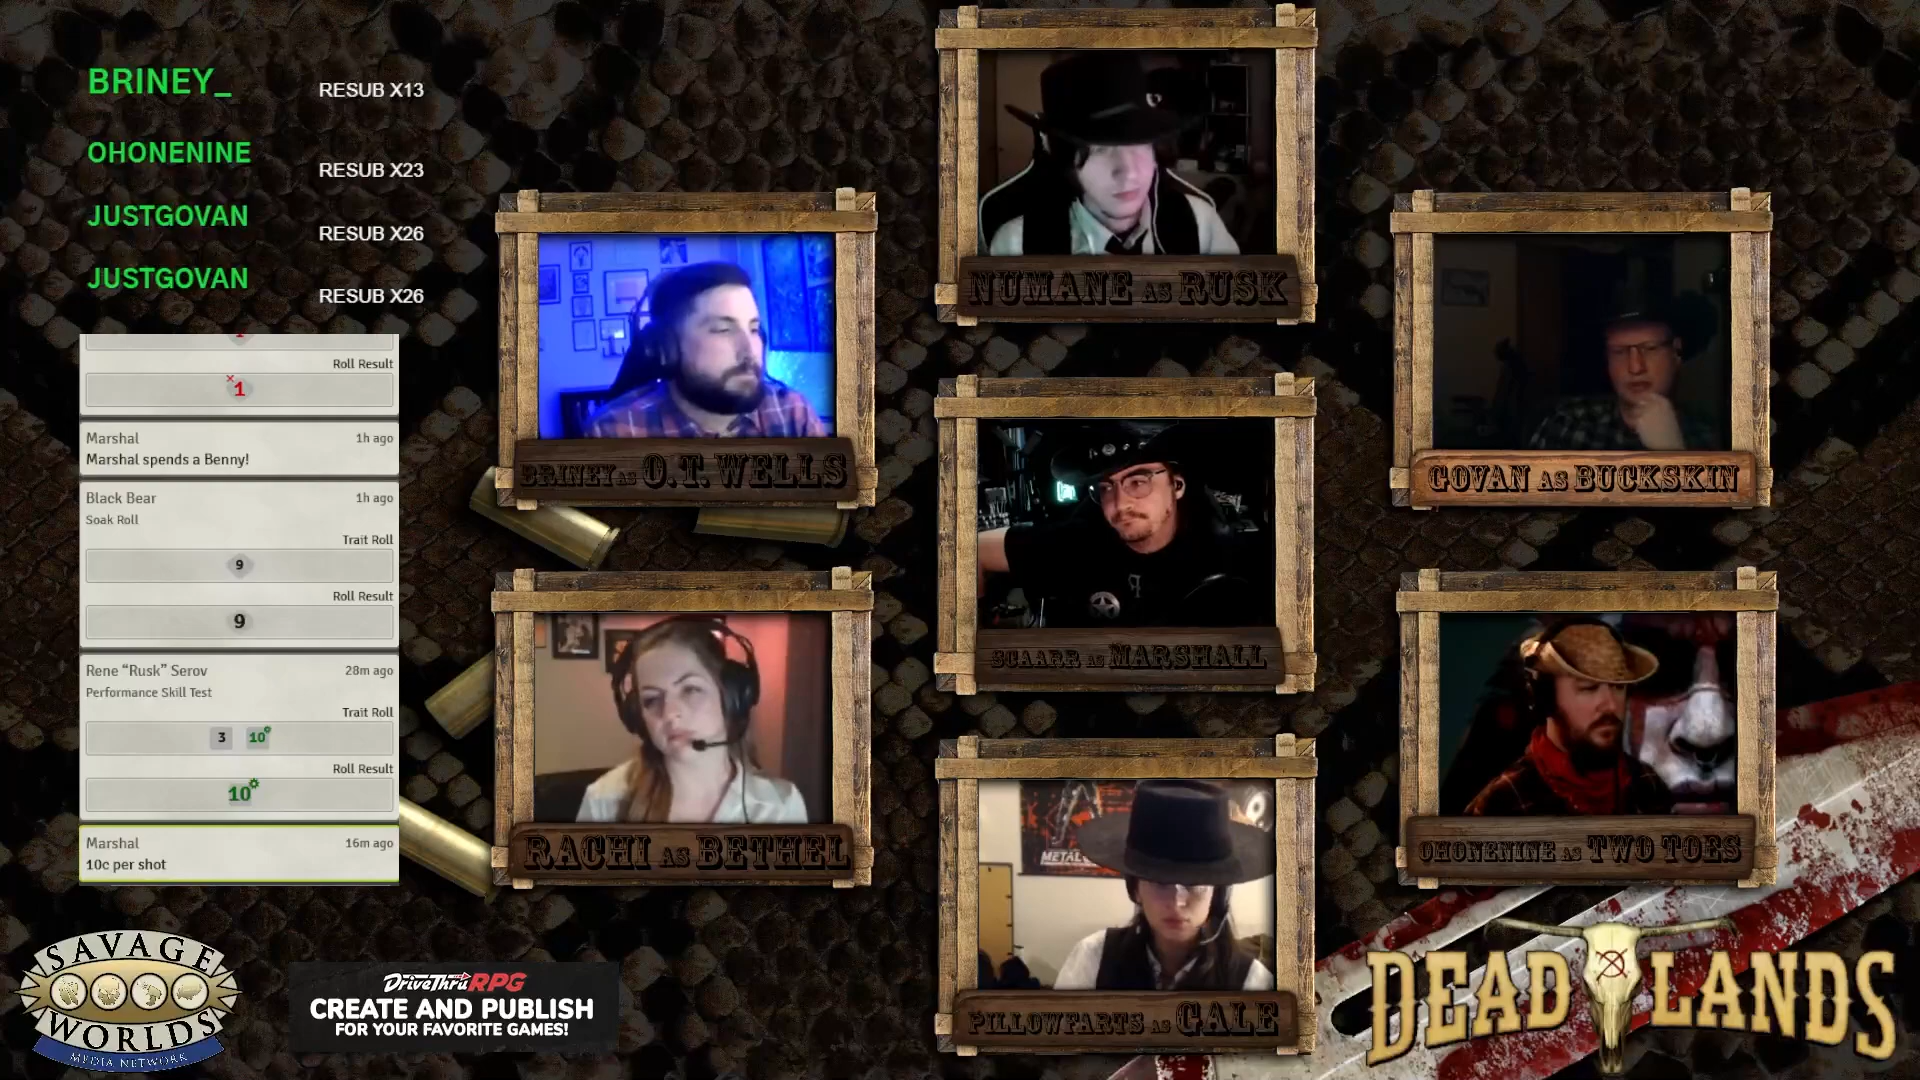 BRINEY_ RESUB X13
OHONENINE RESUB X23
JUSTGOVAN RESUB X26
JUSTGOVAN RESUB X26
1
Roll Result
1
Marshal 1h ago
Marshal spends a Benny!
Black Bear 1h ago
Soak Roll
Trait Roll
9
Roll Result
9
Rene “Rusk” Serov 28m ago
Performance Skill Test
Trait Roll
3 10
Roll Result
10
Marshal 16m ago
10c per shot
NUMANE AS RUSK
BRINEY AS O.T. WELLS
GOVAN AS BUCKSKIN
SCAARR AS MARSHALL
RACHI AS BETHEL
OHONENINE AS TWO TOES
METAL
PILLOWFARTS AS GALE
SAVAGE
WORLDS
MEDIA NETWORK
DriveThruRPG
CREATE AND PUBLISH
FOR YOUR FAVORITE GAMES!
DEADLANDS